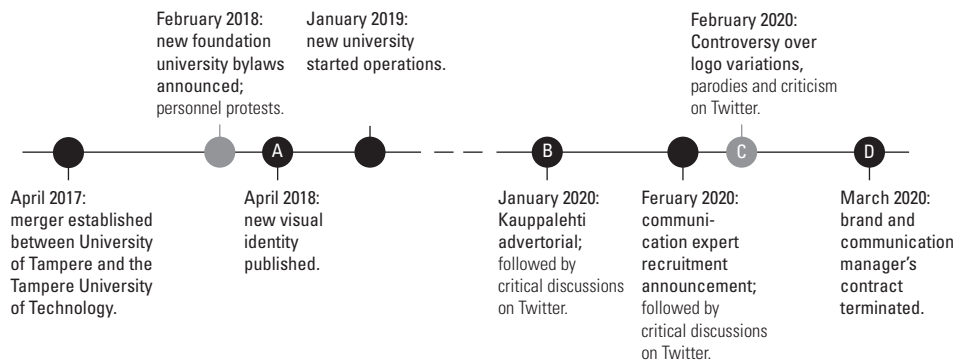 February 2018:
new foundation
university bylaws
announced;
personnel protests.
January 2019:
new university
started operations.
February 2020:
Controversy over
logo variations,
parodies and criticism
on Twitter.
A
B
C
D
April 2017:
merger established
between University
of Tampere and the
Tampere University
of Technology.
April 2018:
new visual
identity
published.
January 2020:
Kauppalehti
advertorial;
followed by
critical discussions
on Twitter.
Feruary 2020:
communi-
cation expert
recruitment
announcement;
followed by
critical discussions
on Twitter.
March 2020:
brand and
communication
manager's
contract
terminated.